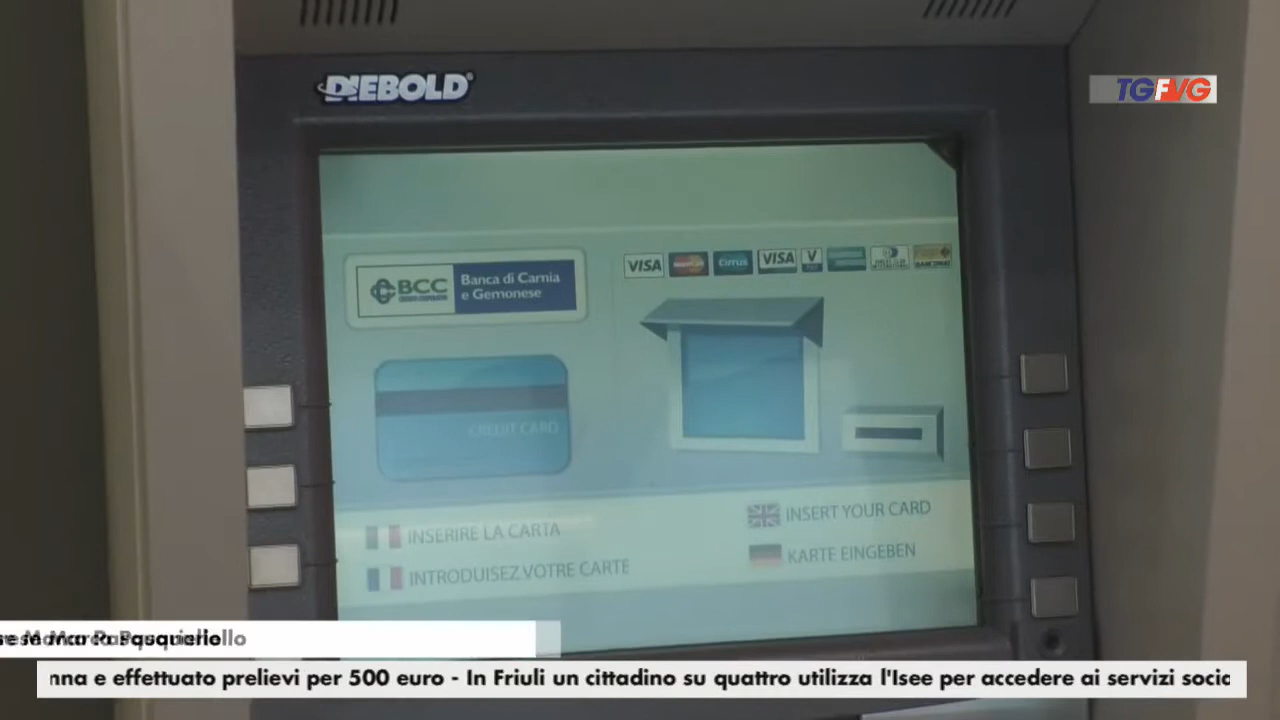 DIEBOLD
TGFVG
BCC
Banca di Carnia
e Gemonese
VISA
Cirrus
VISA
V
CREDIT CARD
INSERIRE LA CARTA
INSERT YOUR CARD
INTRODUISEZ VOTRE CARTE
KARTE EINGEBEN
nna e effettuato prelievi per 500 euro - In Friuli un cittadino su quattro utilizza l'Isee per accedere ai servizi socia